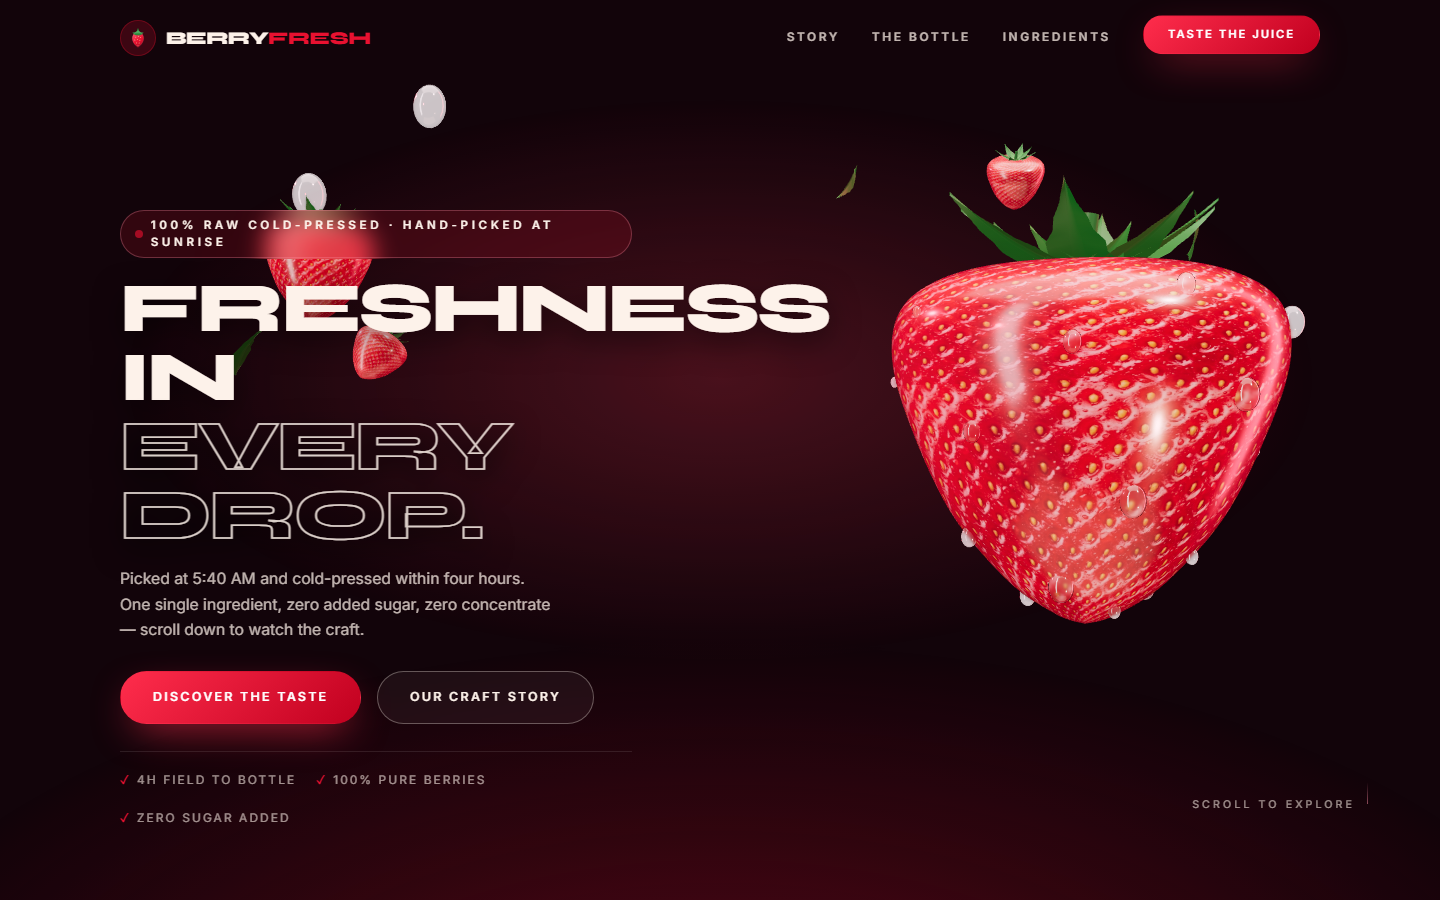 BERRYFRESH
STORY
THE BOTTLE
INGREDIENTS
TASTE THE JUICE
100% RAW COLD-PRESSED · HAND-PICKED AT
SUNRISE
FRESHNESS
IN
EVERY
DROP.
Picked at 5:40 AM and cold-pressed within four hours.
One single ingredient, zero added sugar, zero concentrate
— scroll down to watch the craft.
DISCOVER THE TASTE
OUR CRAFT STORY
✓ 4H FIELD TO BOTTLE
✓ 100% PURE BERRIES
✓ ZERO SUGAR ADDED
SCROLL TO EXPLORE